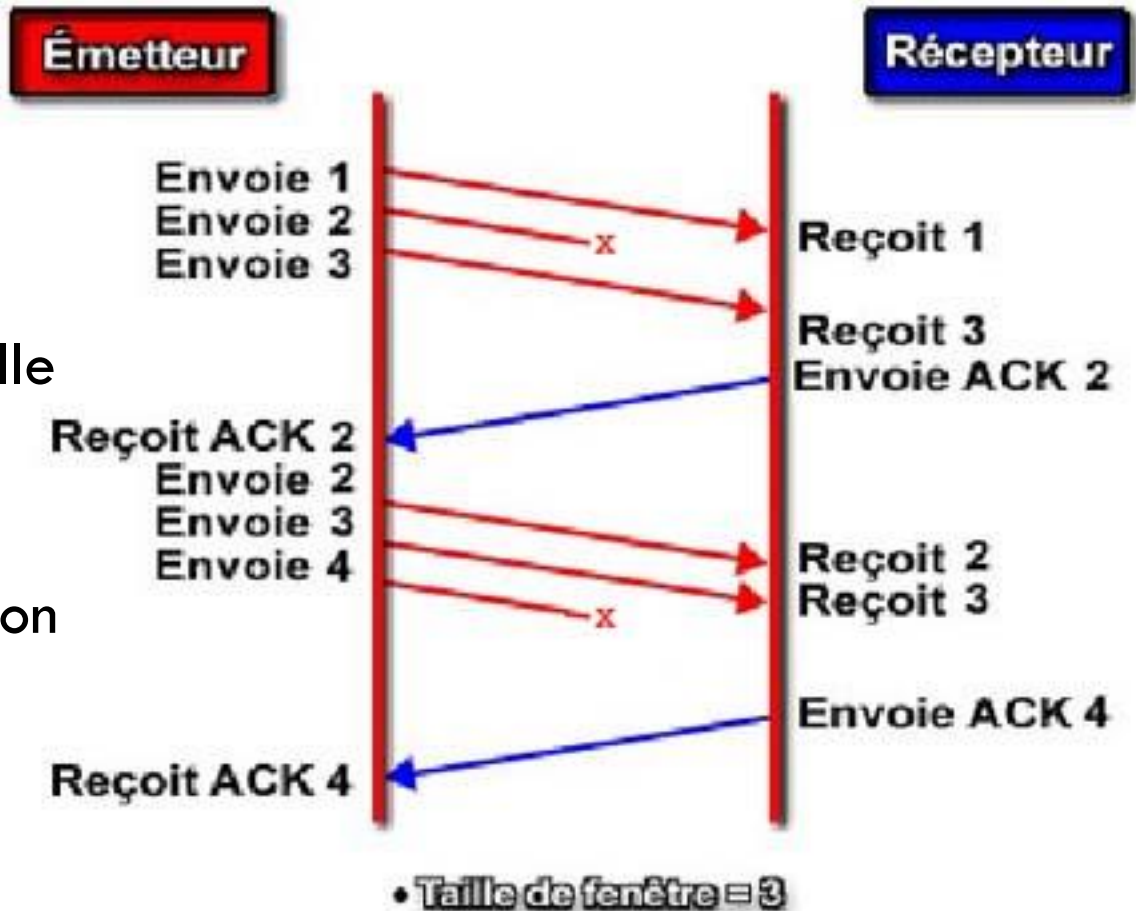 Émetteur
Récepteur
Envoie 1
Envoie 2
Reçoit 1
Envoie 3
Reçoit 3
lle
Envoie ACK 2
Reçoit ACK 2
Envoie 2
Envoie 3
Reçoit 2
Envoie 4
Reçoit 3
on
Envoie ACK 4
Reçoit ACK 4
• Taille de fenêtre = 3